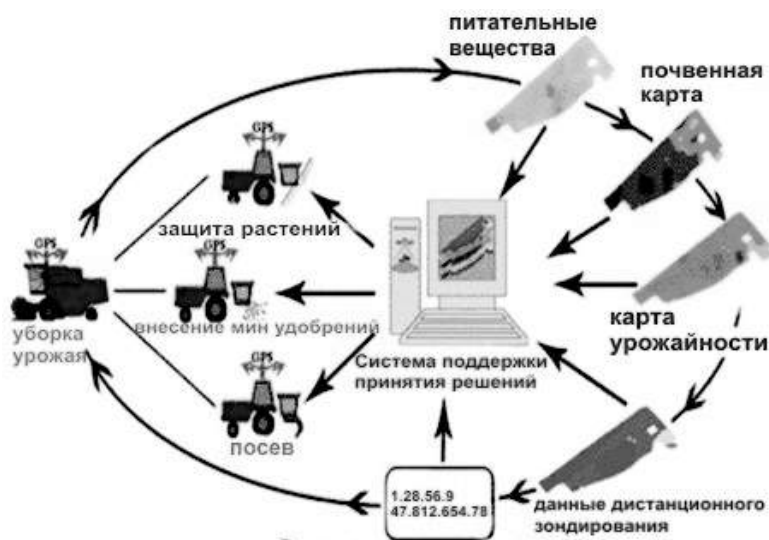 питательные
вещества
почвенная
карта
GPS
защита растений
GPS
GPS
внесение мин удобрений
уборка
урожая
карта
урожайности
Система поддержки
принятия решений
GPS
посев
1.28.56.9
47.812.654.78
данные дистанционного
зондирования